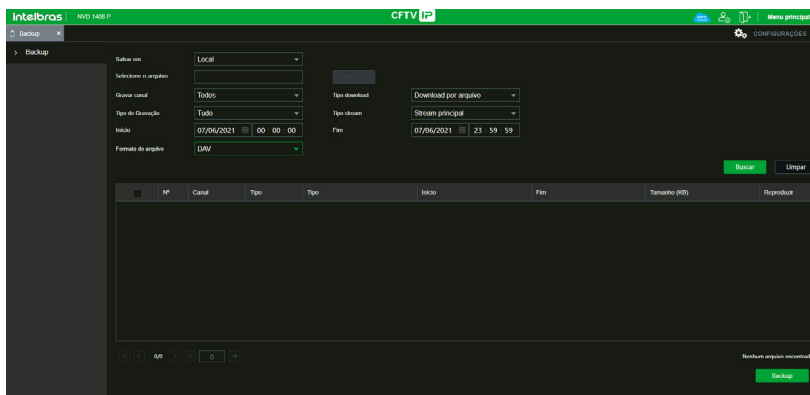 intelbras NVD 1408 P CFTV IP Menu principal
Backup × CONFIGURAÇÕES
> Backup
Salvar em Local
Selecione o arquivo
Gravar canal Todos Tipo download Download por arquivo
Tipo de Gravação Tudo Tipo stream Stream principal
Início 07/06/2021 00 : 00 : 00 Fim 07/06/2021 23 : 59 : 59
Formato do arquivo DAV
Buscar Limpar
Nº Canal Tipo Tipo Início Fim Tamanho (KB) Reproduzir
0/0 0 Nenhum arquivo encontrad
Backup